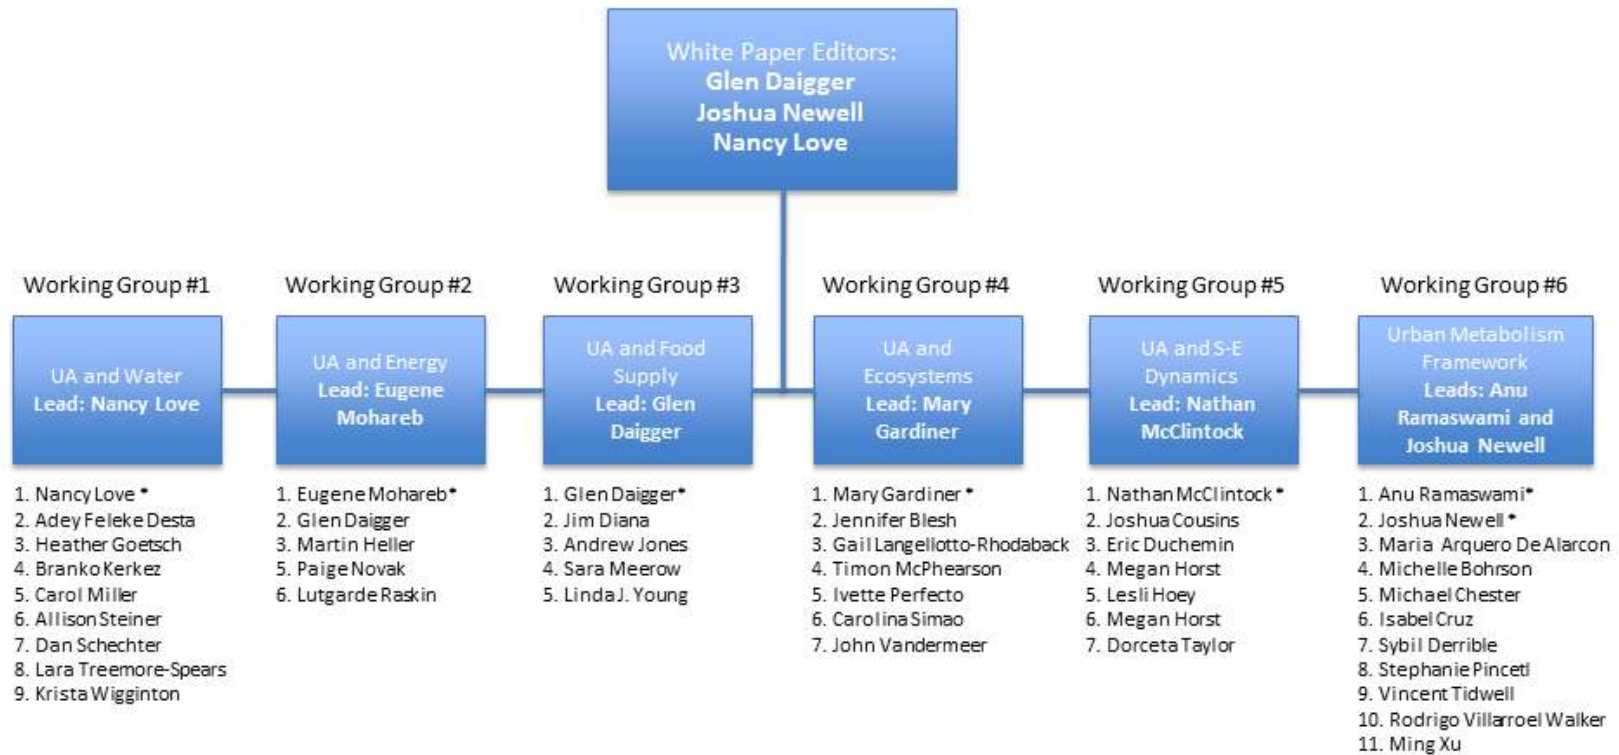 White Paper Editors:
Glen Daigger
Joshua Newell
Nancy Love
Working Group #1
UA and Water
Lead: Nancy Love
1. Nancy Love *
2. Adey Feleke Desta
3. Heather Goetsch
4. Branko Kerkez
5. Carol Miller
6. Allison Steiner
7. Dan Schechter
8. Lara Treemore-Spears
9. Krista Wigginton
Working Group #2
UA and Energy
Lead: Eugene
Mohareb
1. Eugene Mohareb*
2. Glen Daigger
3. Martin Heller
5. Paige Novak
6. Lutgarde Raskin
Working Group #3
UA and Food
Supply
Lead: Glen
Daigger
1. Glen Daigger*
2. Jim Diana
3. Andrew Jones
4. Sara Meerow
5. Linda J. Young
Working Group #4
UA and
Ecosystems
Lead: Mary
Gardiner
1. Mary Gardiner *
2. Jennifer Blesh
3. Gail Langellotto-Rhodaback
4. Timon McPhearson
5. Ivette Perfecto
6. Carolina Simao
7. John Vandermeer
Working Group #5
UA and S-E
Dynamics
Lead: Nathan
McClintock
1. Nathan McClintock *
2. Joshua Cousins
3. Eric Duchemin
4. Megan Horst
5. Lesli Hoey
6. Megan Horst
7. Dorceta Taylor
Working Group #6
Urban Metabolism
Framework
Leads: Anu
Ramaswami and
Joshua Newell
1. Anu Ramaswami*
2. Joshua Newell *
3. Maria Arquero De Alarcon
4. Michelle Bohrson
5. Michael Chester
6. Isabel Cruz
7. Sybil Derrible
8. Stephanie Pincetl
9. Vincent Tidwell
10. Rodrigo Villarroel Walker
11. Ming Xu